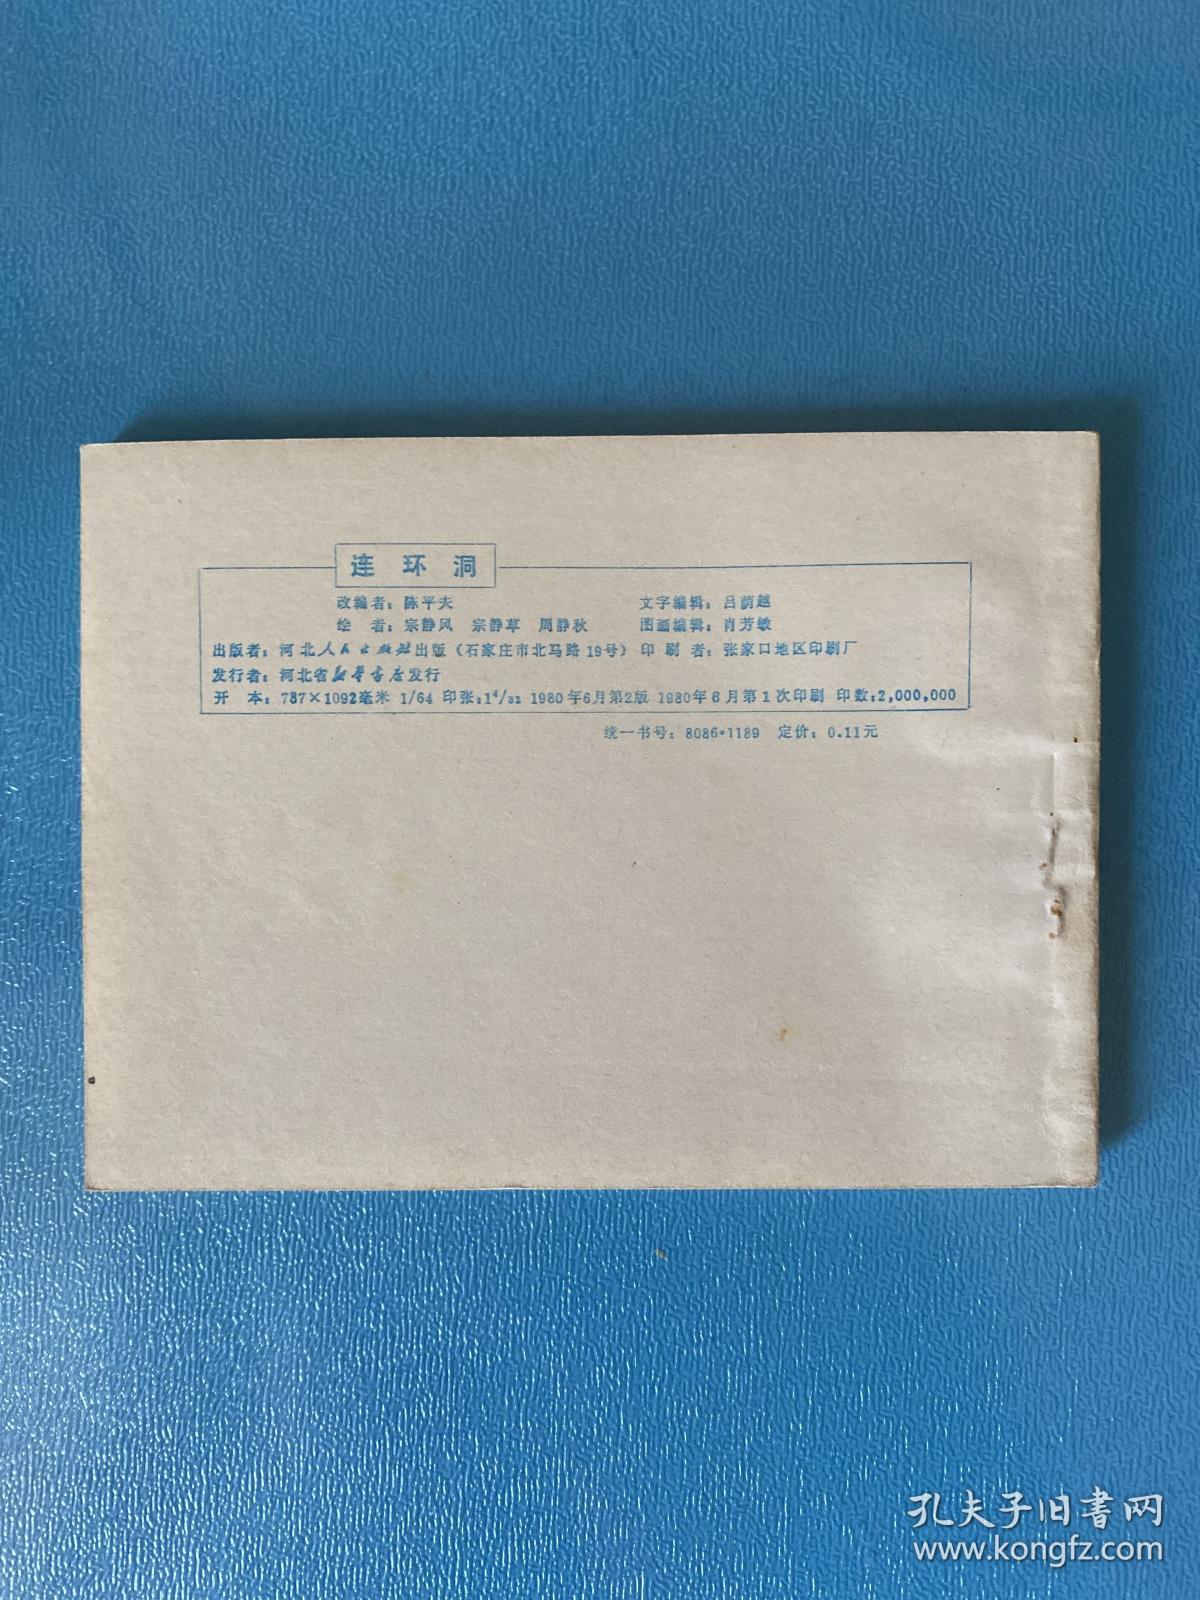 连环洞
改编者：陈平夫 文字编辑：吕荫越
绘 者：宗静风 宗静草 周静秋 图画编辑：肖芳敏
出版者：河北人民出版社出版（石家庄市北马路19号）印 刷 者：张家口地区印刷厂
发行者：河北省新华书店发行
开 本：787×1092毫米 1/64 印张：1⁴/₃₂ 1980年6月第2版 1980年6月第1次印刷 印数：2,000,000
统一书号：8086·1189 定价：0.11元
孔夫子旧書网
www.kongfz.com